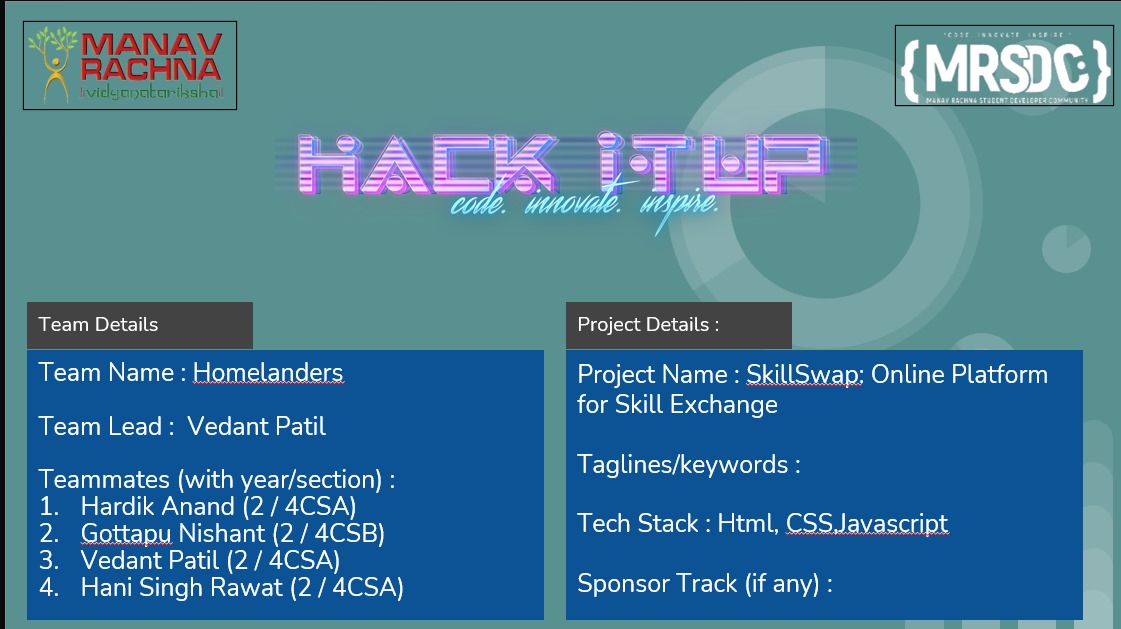 MANAV
RACHNA
vidyanatariksha
"CODE. INNOVATE. INSPIRE."
{MRSDC}
MANAV RACHNA STUDENT DEVELOPER COMMUNITY
HACK iT UP
code. innovate. inspire.
Team Details
Team Name : Homelanders
Team Lead :  Vedant Patil
Teammates (with year/section) :
1. Hardik Anand (2 / 4CSA)
2. Gottapu Nishant (2 / 4CSB)
3. Vedant Patil (2 / 4CSA)
4. Hani Singh Rawat (2 / 4CSA)
Project Details :
Project Name : SkillSwap: Online Platform
for Skill Exchange
Taglines/keywords :
Tech Stack : Html, CSS,Javascript
Sponsor Track (if any) :